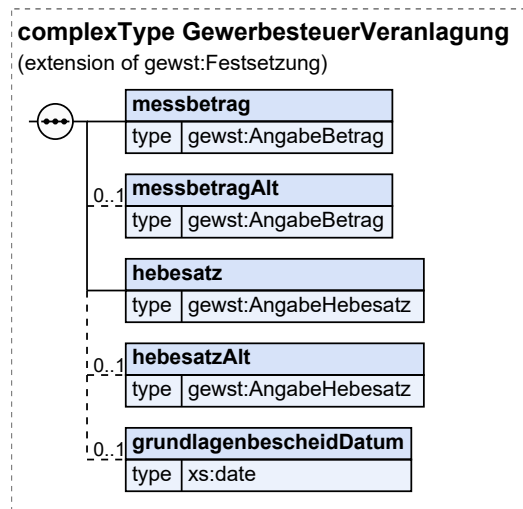 complexType GewerbesteuerVeranlagung
(extension of gewst:Festsetzung)
messbetrag
type gewst:AngabeBetrag
0..1
messbetragAlt
type gewst:AngabeBetrag
hebesatz
type gewst:AngabeHebesatz
0..1
hebesatzAlt
type gewst:AngabeHebesatz
0..1
grundlagenbescheidDatum
type xs:date